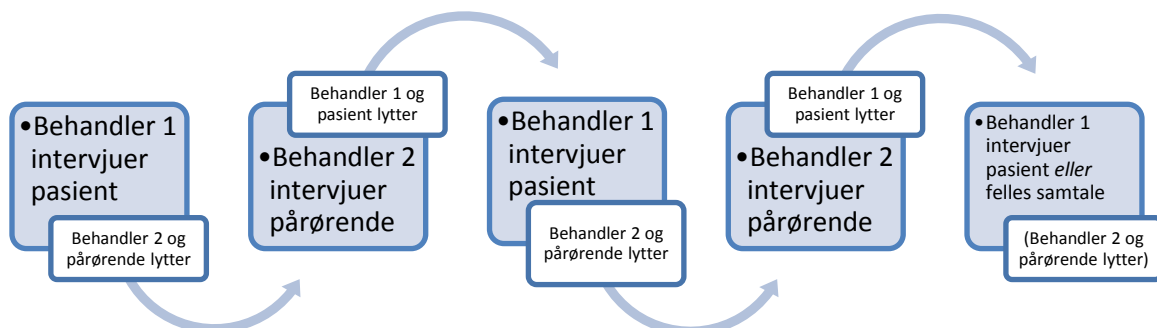 •Behandler 1
intervjuer
pasient
Behandler 2 og
pårørende lytter
Behandler 1 og
pasient lytter
•Behandler 2
intervjuer
pårørende
•Behandler 1
intervjuer
pasient
Behandler 2 og
pårørende lytter
Behandler 1 og
pasient lytter
•Behandler 2
intervjuer
pårørende
•Behandler 1
intervjuer
pasient eller
felles samtale
(Behandler 2 og
pårørende lytter)